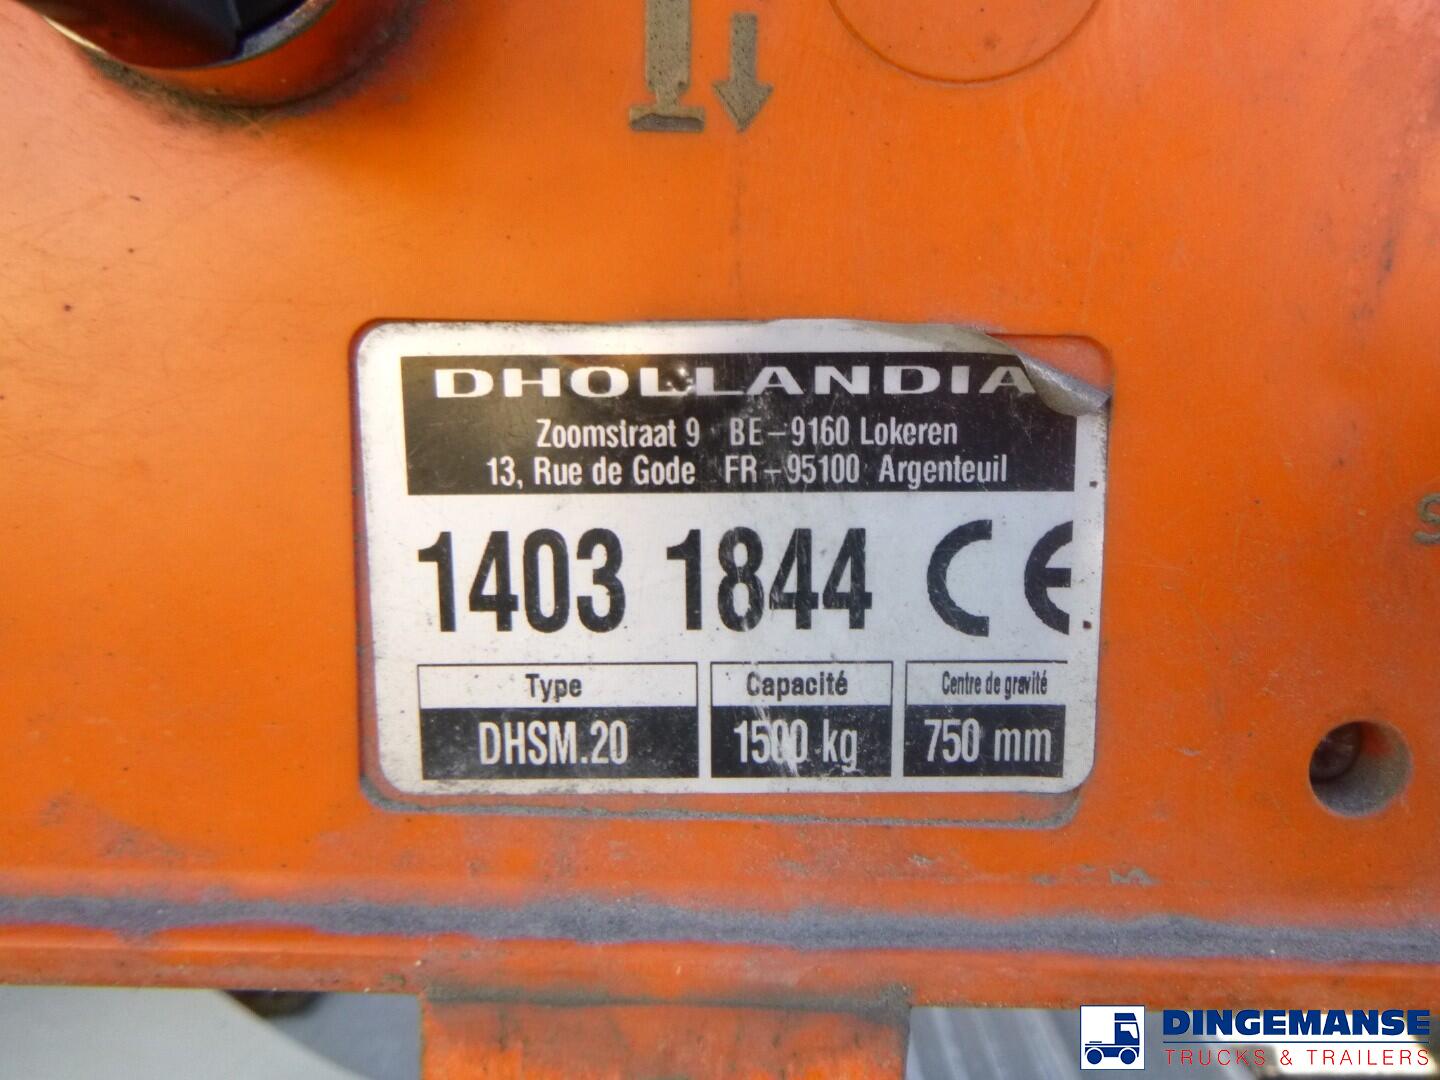 DHOLLANDIA
Zoomstraat 9 BE-9160 Lokeren
13, Rue de Gode FR-95100 Argenteuil
1403 1844 CE
Type Capacité Centre de gravité
DHSM.20 1500 kg 750 mm
DINGEMANSE
TRUCKS & TRAILERS